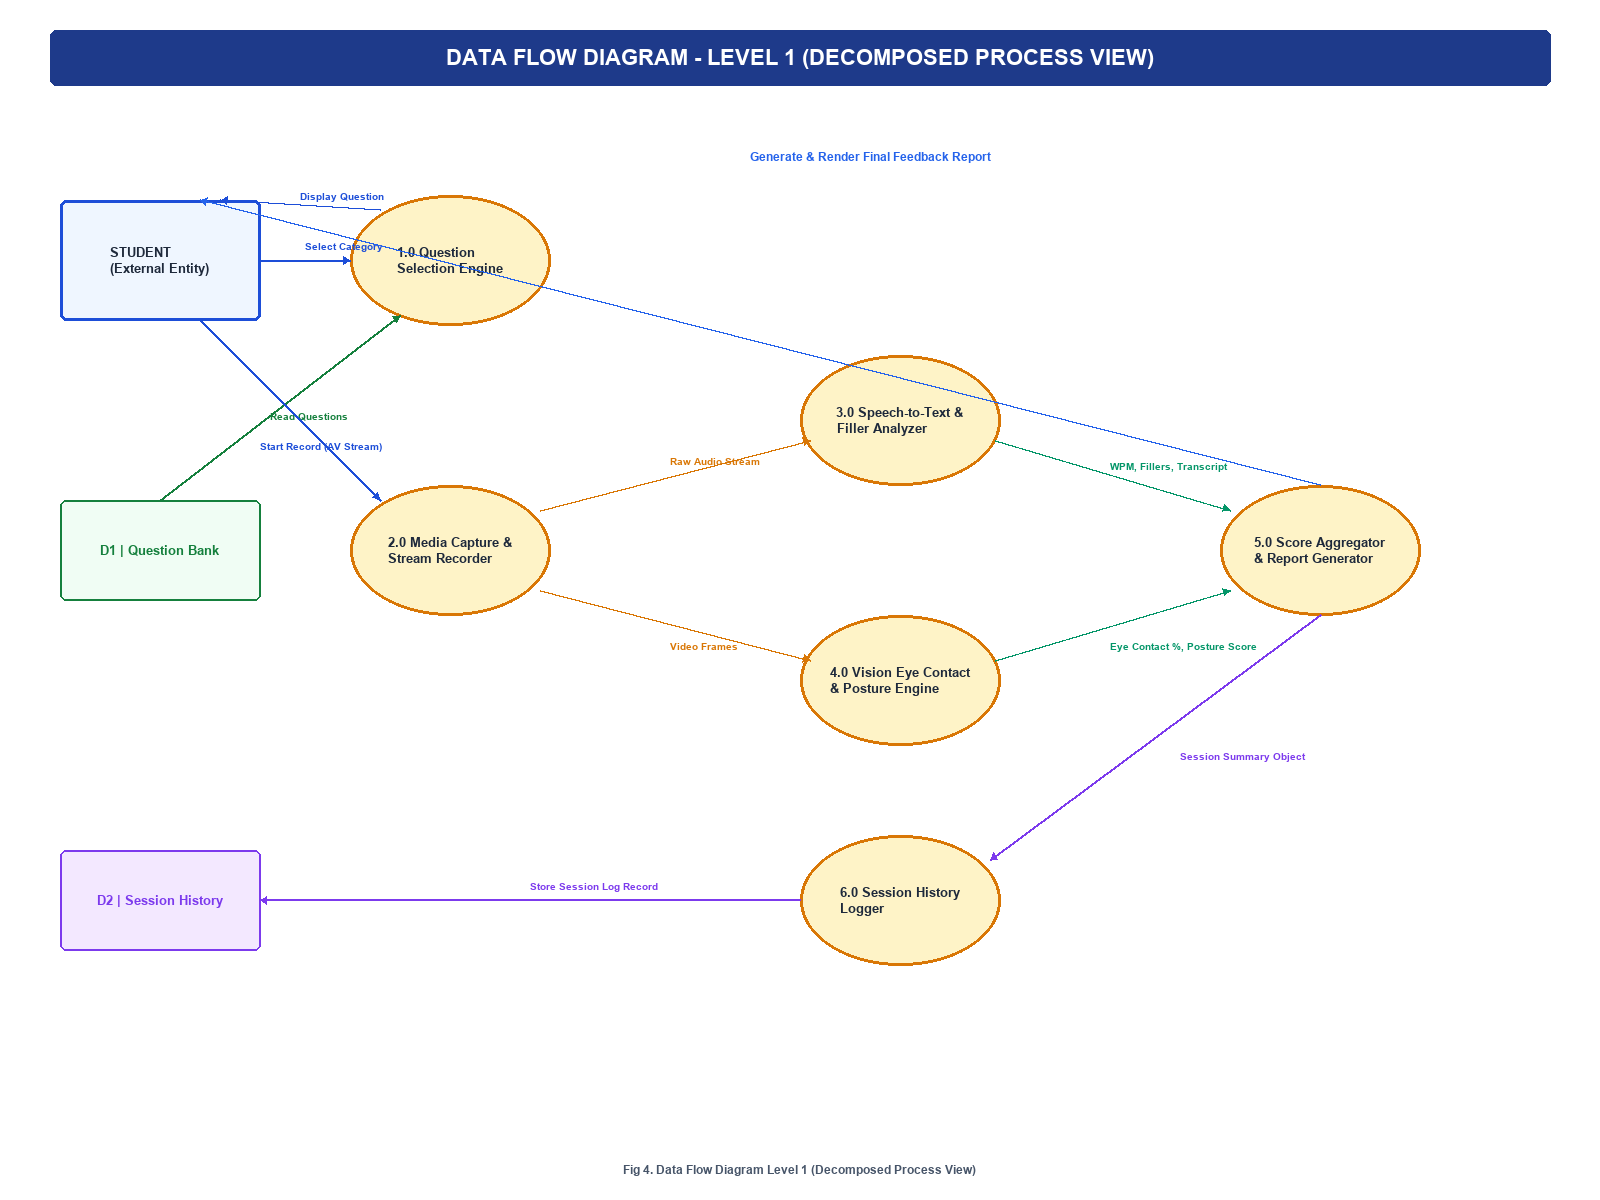 DATA FLOW DIAGRAM - LEVEL 1 (DECOMPOSED PROCESS VIEW)
Generate & Render Final Feedback Report
Display Question
Select Category
STUDENT
(External Entity)
1.0 Question
Selection Engine
Read Questions
Start Record (AV Stream)
3.0 Speech-to-Text &
Filler Analyzer
Raw Audio Stream
WPM, Fillers, Transcript
D1 | Question Bank
2.0 Media Capture &
Stream Recorder
5.0 Score Aggregator
& Report Generator
Video Frames
Eye Contact %, Posture Score
4.0 Vision Eye Contact
& Posture Engine
Session Summary Object
Store Session Log Record
D2 | Session History
6.0 Session History
Logger
Fig 4. Data Flow Diagram Level 1 (Decomposed Process View)